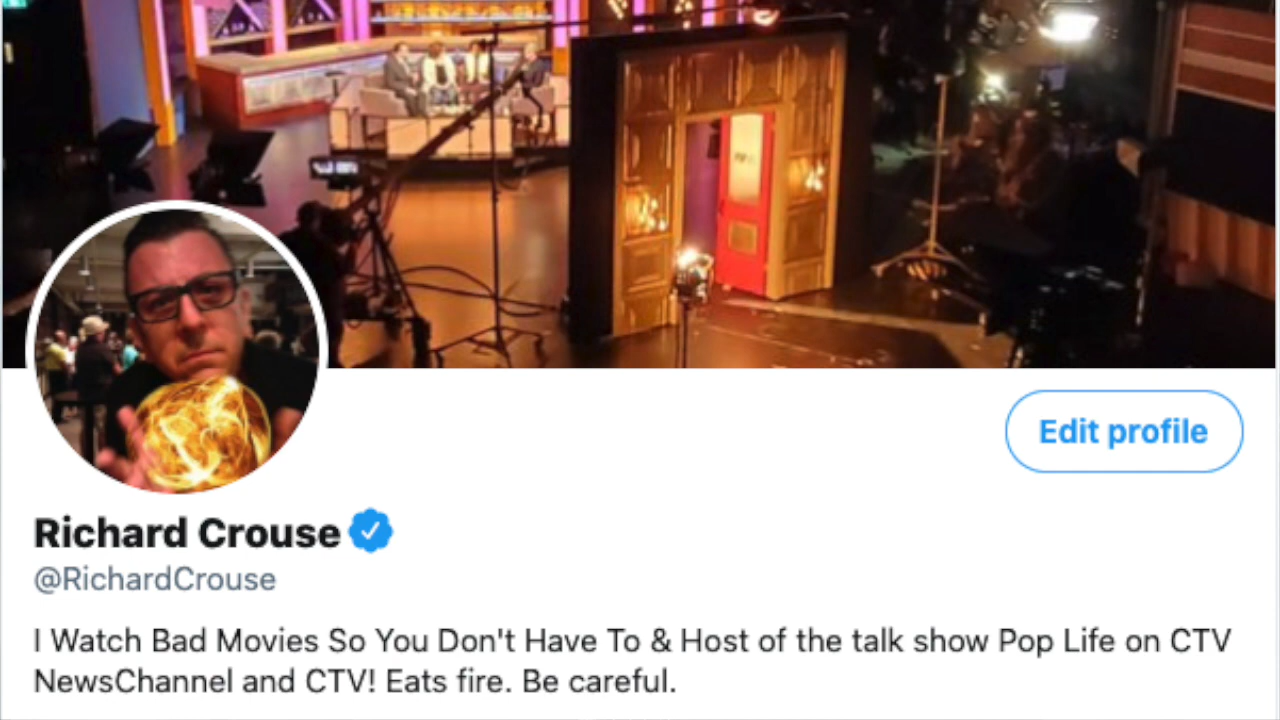 Edit profile
Richard Crouse
@RichardCrouse
I Watch Bad Movies So You Don't Have To & Host of the talk show Pop Life on CTV
NewsChannel and CTV! Eats fire. Be careful.